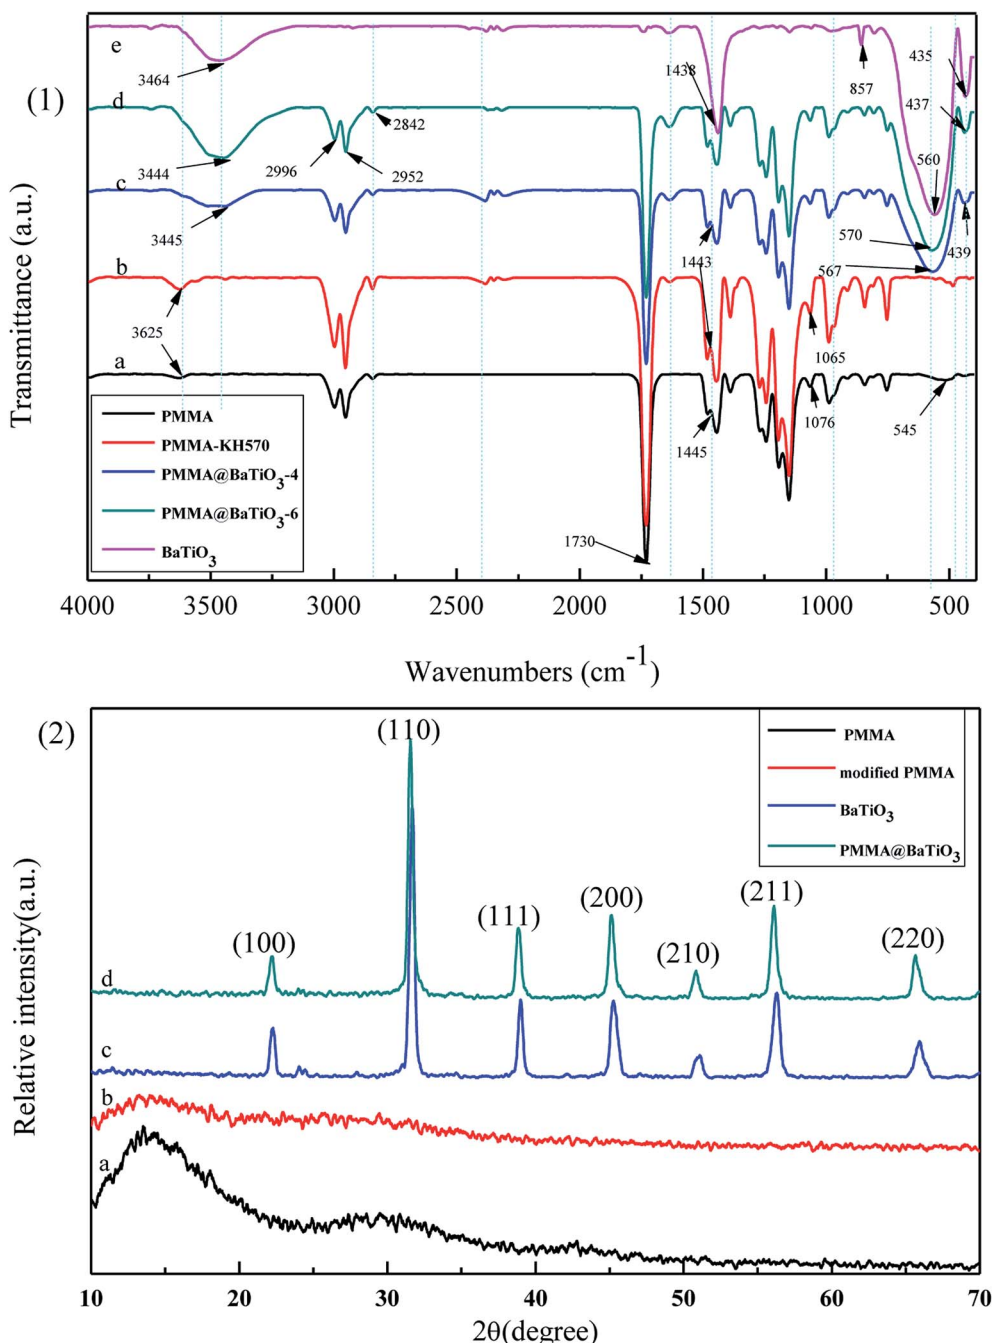 (1)
e
3464
1438
857
435
437
d
2842
3444
2996
2952
560
c
3445
1443
570
567
439
b
3625
1065
a
1076
1445
545
1730
PMMA
PMMA-KH570
PMMA@BaTiO3-4
PMMA@BaTiO3-6
BaTiO3
Transmittance (a.u.)
4000 3500 3000 2500 2000 1500 1000 500
Wavenumbers (cm-1)
(2)
(110)
PMMA
modified PMMA
BaTiO3
PMMA@BaTiO3
(100)
(111)
(200)
(210)
(211)
(220)
d
c
b
a
Relative intensity(a.u.)
10 20 30 40 50 60 70
2θ(degree)